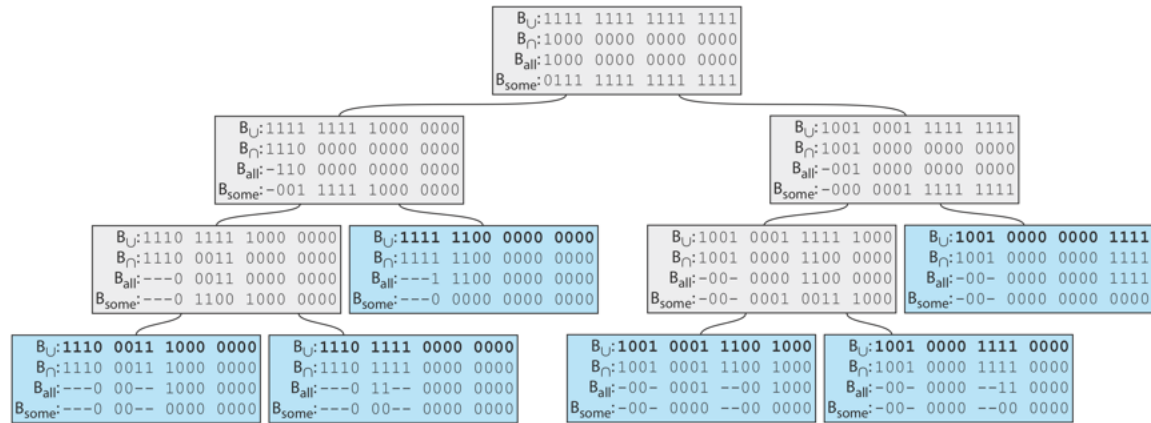 B∪:1111 1111 1111 1111
B∩:1000 0000 0000 0000
Ball:1000 0000 0000 0000
Bsome:0111 1111 1111 1111
B∪:1111 1111 1000 0000
B∩:1110 0000 0000 0000
Ball:-110 0000 0000 0000
Bsome:-001 1111 1000 0000
B∪:1001 0001 1111 1111
B∩:1001 0000 0000 0000
Ball:-001 0000 0000 0000
Bsome:-000 0001 1111 1111
B∪:1110 1111 1000 0000
B∩:1110 0011 0000 0000
Ball:---0 0011 0000 0000
Bsome:---0 1100 1000 0000
B∪:1111 1100 0000 0000
B∩:1111 1100 0000 0000
Ball:---1 1100 0000 0000
Bsome:---0 0000 0000 0000
B∪:1001 0001 1111 1000
B∩:1001 0000 1100 0000
Ball:-00- 0000 1100 0000
Bsome:-00- 0001 0011 1000
B∪:1001 0000 0000 1111
B∩:1001 0000 0000 1111
Ball:-00- 0000 0000 1111
Bsome:-00- 0000 0000 0000
B∪:1110 0011 1000 0000
B∩:1110 0011 1000 0000
Ball:---0 00-- 1000 0000
Bsome:---0 00-- 0000 0000
B∪:1110 1111 0000 0000
B∩:1110 1111 0000 0000
Ball:---0 11-- 0000 0000
Bsome:---0 00-- 0000 0000
B∪:1001 0001 1100 1000
B∩:1001 0001 1100 1000
Ball:-00- 0001 --00 1000
Bsome:-00- 0000 --00 0000
B∪:1001 0000 1111 0000
B∩:1001 0000 1111 0000
Ball:-00- 0000 --11 0000
Bsome:-00- 0000 --00 0000